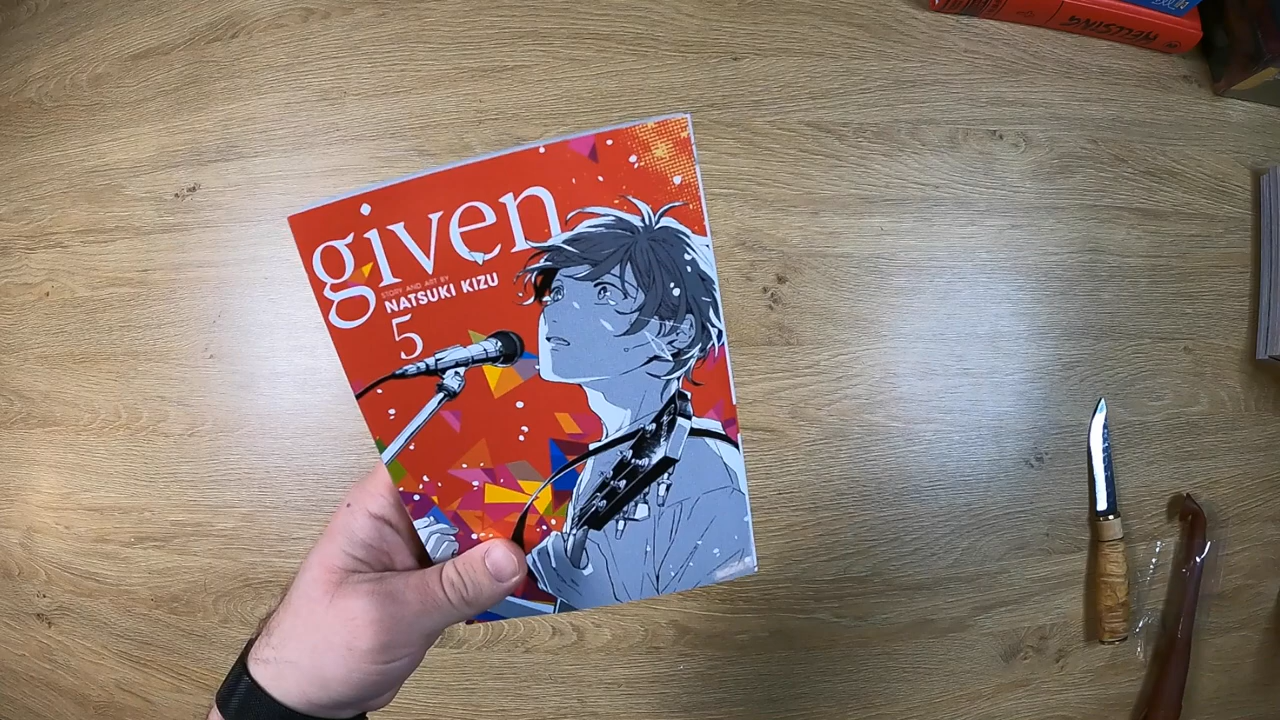 given
STORY AND ART BY
NATSUKI KIZU
5
HELLSING